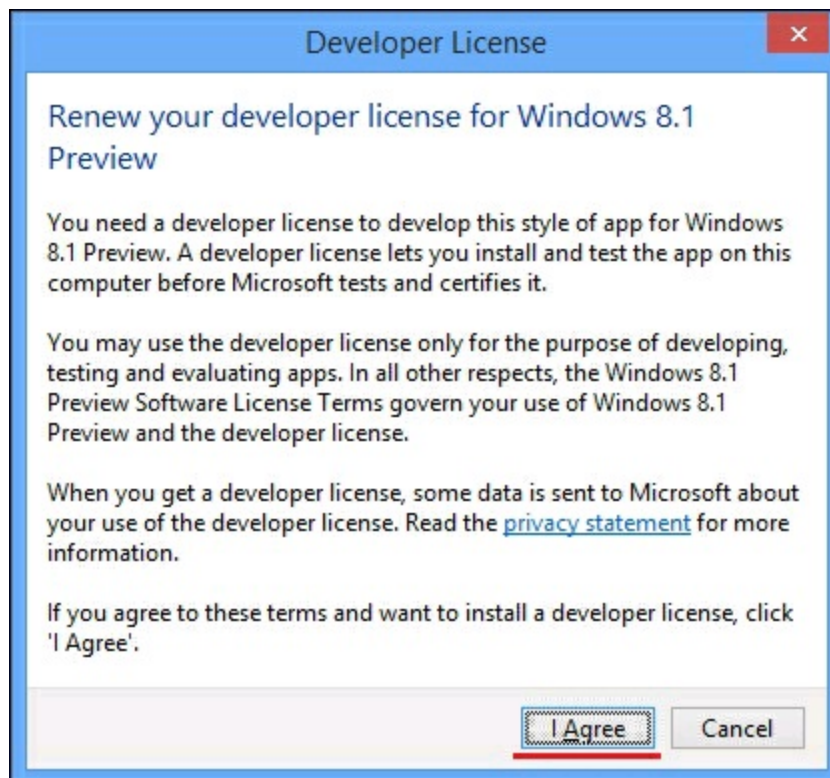 Developer License
Renew your developer license for Windows 8.1
Preview
You need a developer license to develop this style of app for Windows
8.1 Preview. A developer license lets you install and test the app on this
computer before Microsoft tests and certifies it.
You may use the developer license only for the purpose of developing,
testing and evaluating apps. In all other respects, the Windows 8.1
Preview Software License Terms govern your use of Windows 8.1
Preview and the developer license.
When you get a developer license, some data is sent to Microsoft about
your use of the developer license. Read the privacy statement for more
information.
If you agree to these terms and want to install a developer license, click
'I Agree'.
I Agree
Cancel